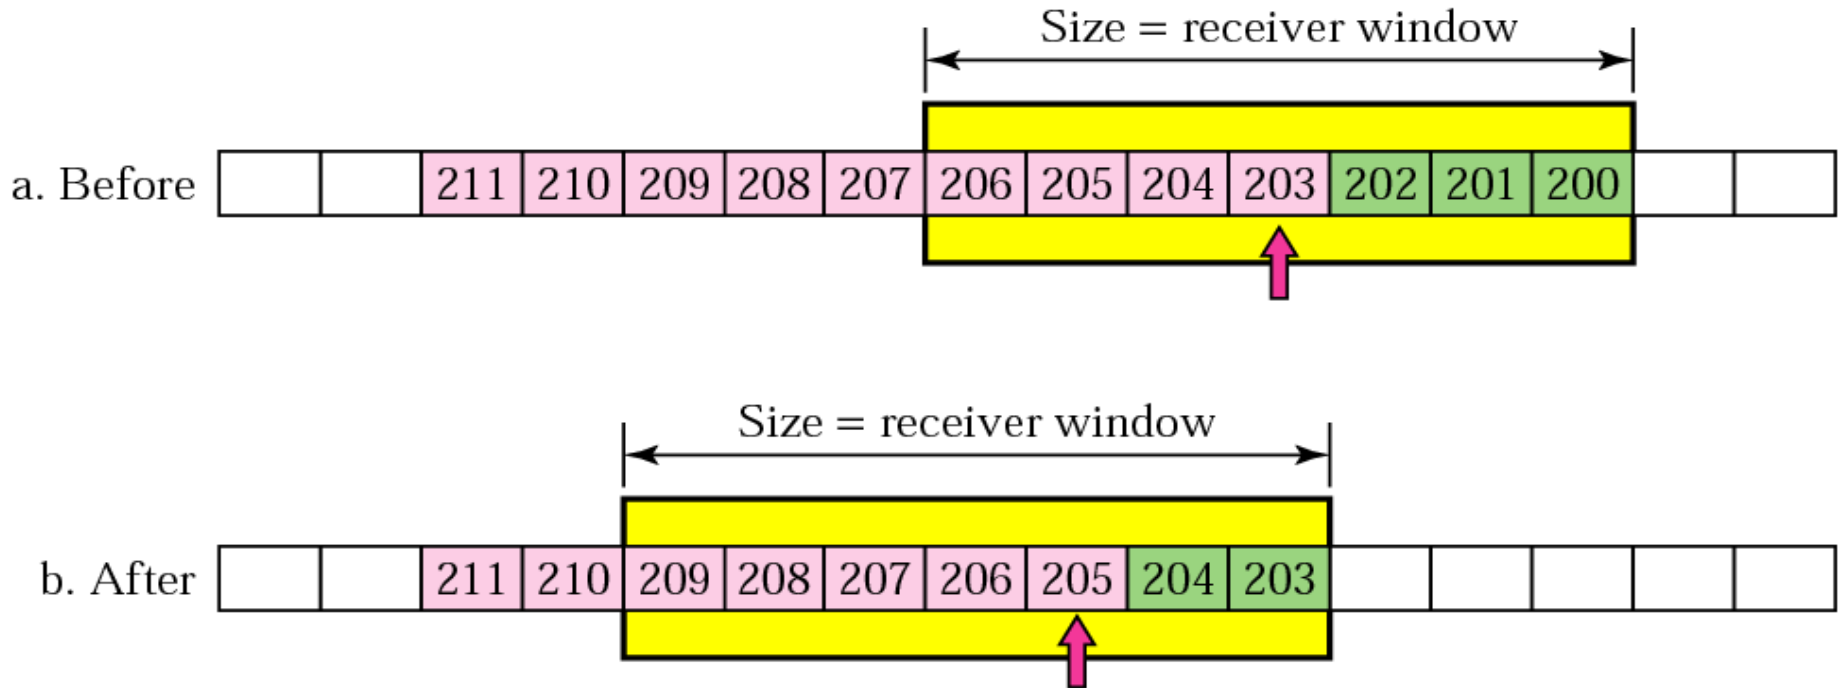 Size = receiver window
a. Before 211 210 209 208 207 206 205 204 203 202 201 200
Size = receiver window
b. After 211 210 209 208 207 206 205 204 203